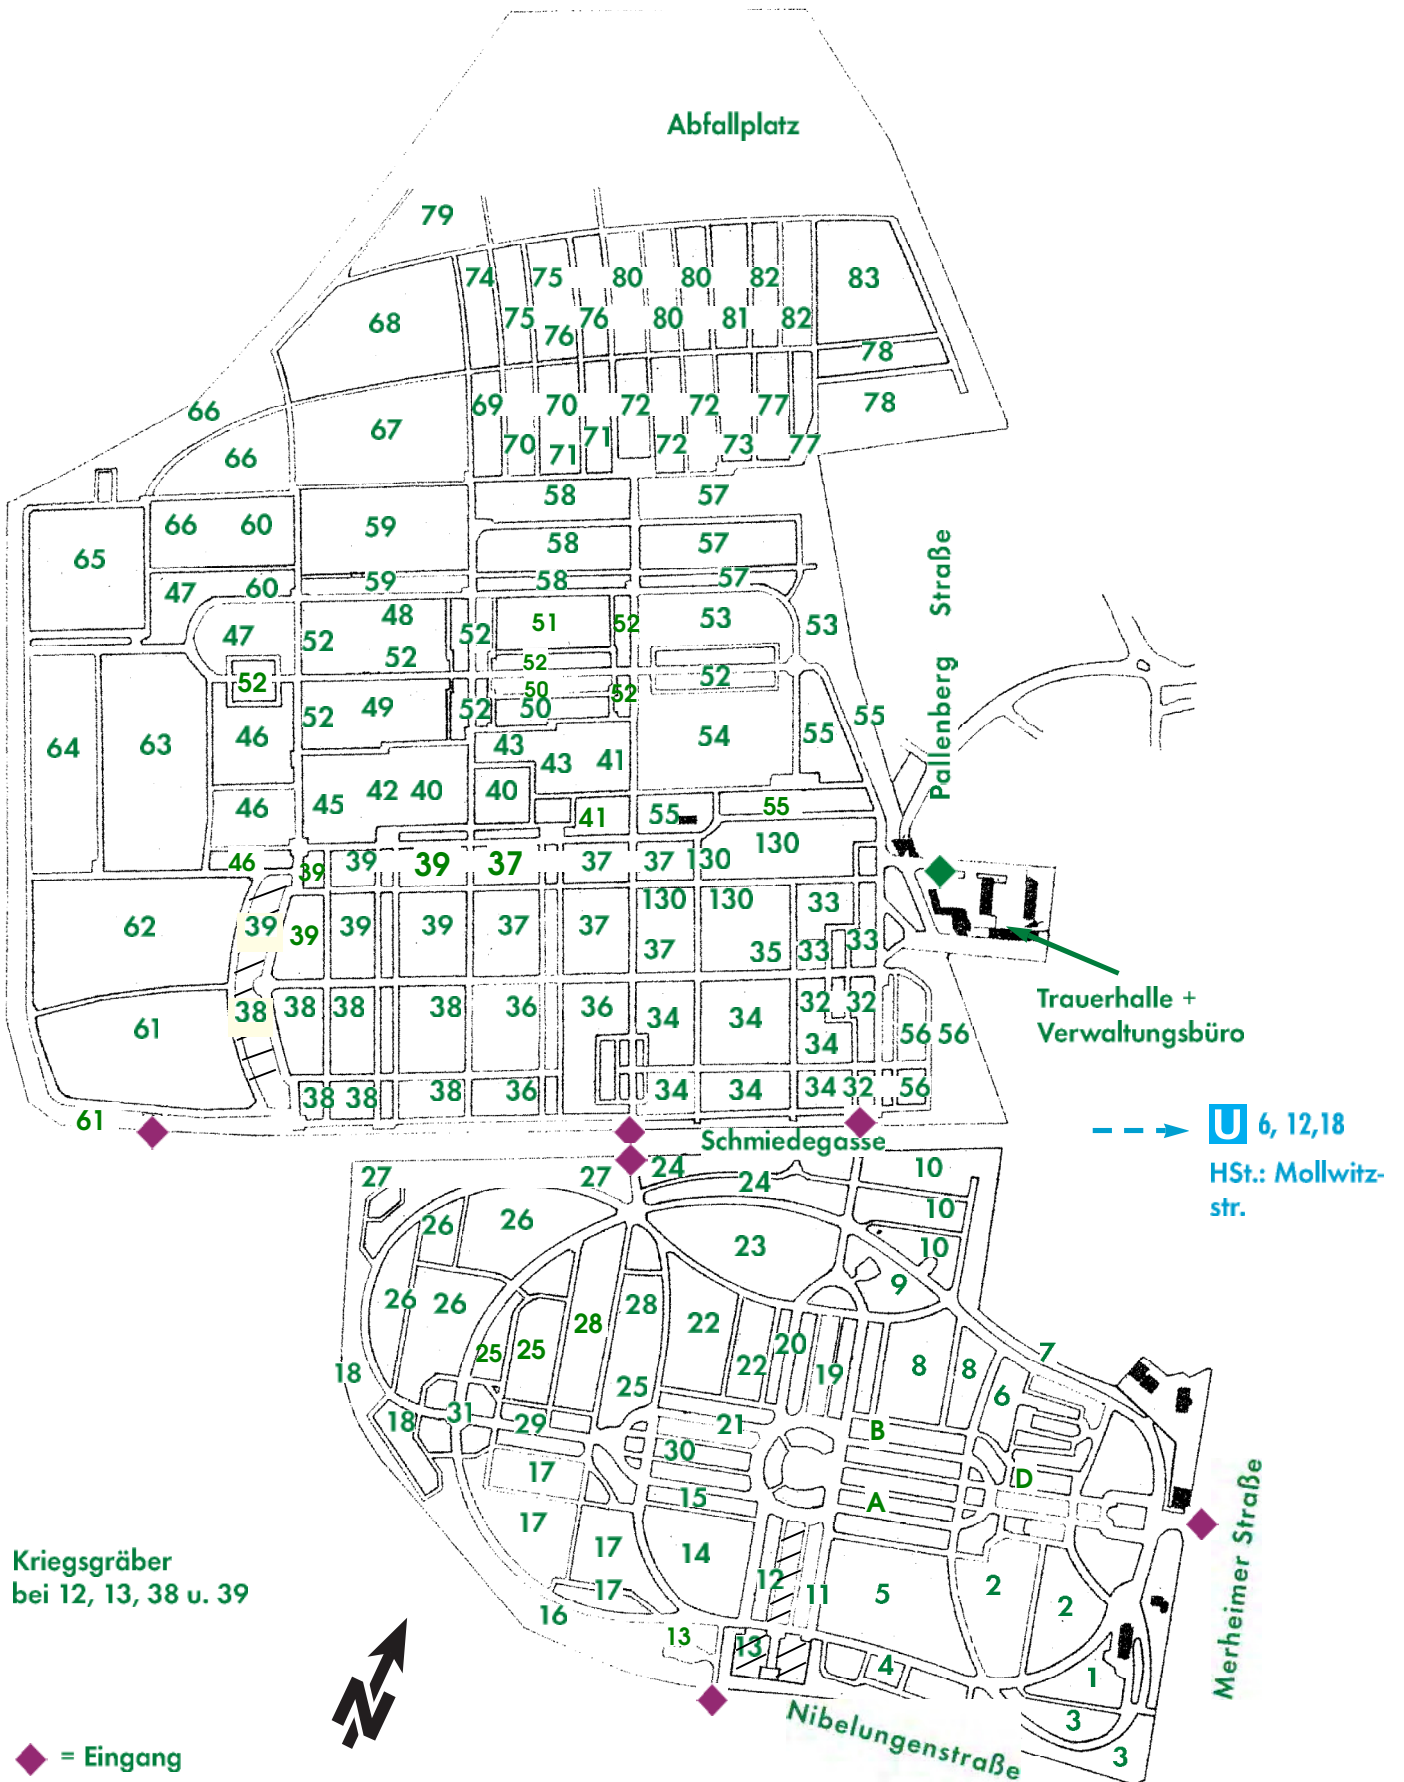 Abfallplatz
79
74 75 80 80 82 83
68 75 76 76 80 81 82
78
66 67 69 70 72 72 77 78
66 70 71 71 72 73 77
58 57
66 60 59
65 58 57
47 60 59 58 57
48 51 52 53 53
47 52 52 52 52
52 50 52 52
52 49 52 50 55
64 63 46 43 43 41 54 55
46 45 42 40 40 41 55 55
130
46 39 39 39 37 37 37 130
130 130 33
62 39 39 39 39 37 37 37 35 33 33
61 38 38 38 38 36 36 34 34 32 32 34 56 56
38 38 38 36 34 34 34 32 56
61
Pallenberg Straße
Trauerhalle +
Verwaltungsbüro
Schmiedegasse
U 6, 12,18
HSt.: Mollwitz-
str.
27 27 24 24 10
26 26 23 10 10
9
26 26 28 28 22 20 7
25 25 22 19 8 8 6
18 25
18 31 29 21 B
17 30 D
15 A
17 17 14 12 11 5 2 2
17
16 13 13 4 1
3
3
Merheimer Straße
Nibelungenstraße
Kriegsgräber
bei 12, 13, 38 u. 39
N
= Eingang